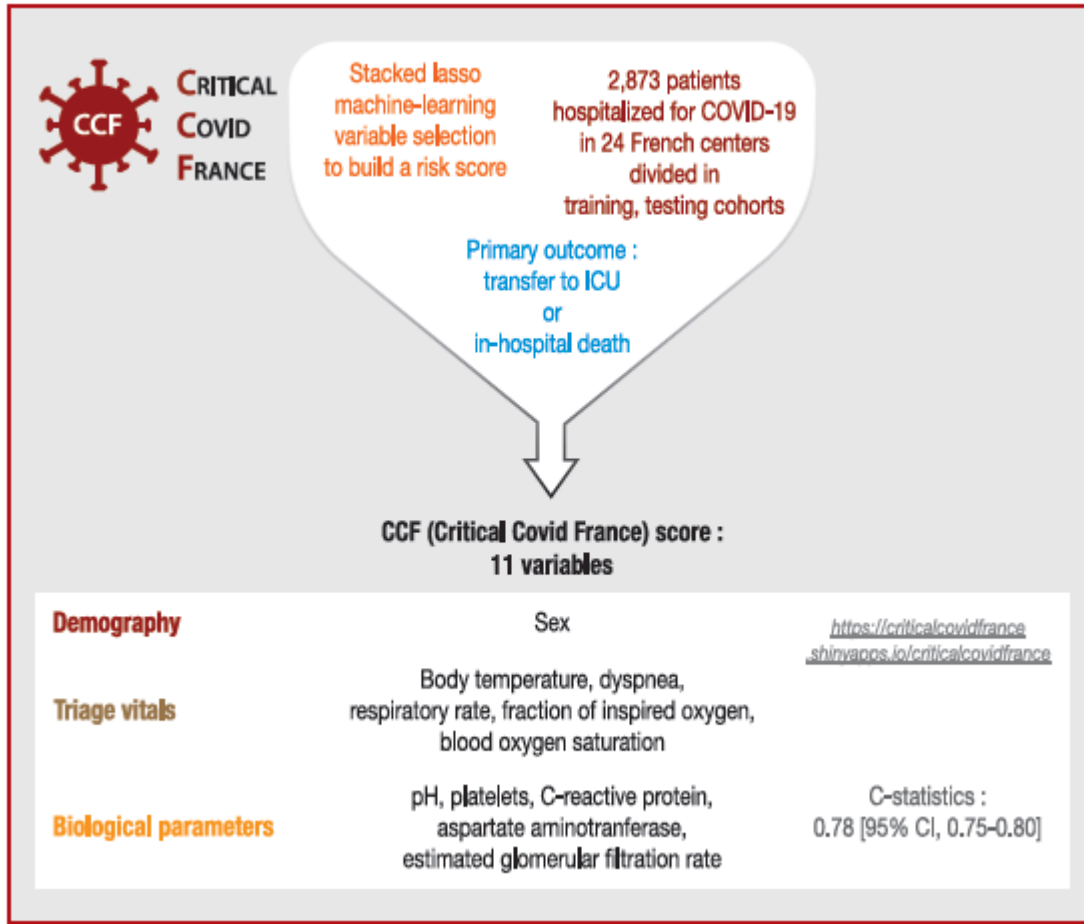 CCF
CRITICAL
COVID
FRANCE
Stacked lasso
machine-learning
variable selection
to build a risk score
2,873 patients
hospitalized for COVID-19
in 24 French centers
divided in
training, testing cohorts
Primary outcome :
transfer to ICU
or
in-hospital death
CCF (Critical Covid France) score :
11 variables
Demography
Sex
https://criticalcovidfrance
.shinyapps.io/criticalcovidfrance
Triage vitals
Body temperature, dyspnea,
respiratory rate, fraction of inspired oxygen,
blood oxygen saturation
Biological parameters
pH, platelets, C-reactive protein,
aspartate aminotranferase,
estimated glomerular filtration rate
C-statistics :
0.78 [95% CI, 0.75-0.80]